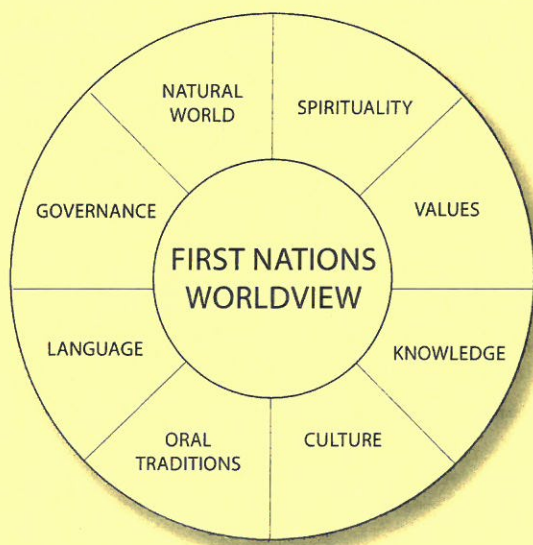 NATURAL
WORLD
SPIRITUALITY
GOVERNANCE
VALUES
FIRST NATIONS
WORLDVIEW
LANGUAGE
KNOWLEDGE
ORAL
TRADITIONS
CULTURE